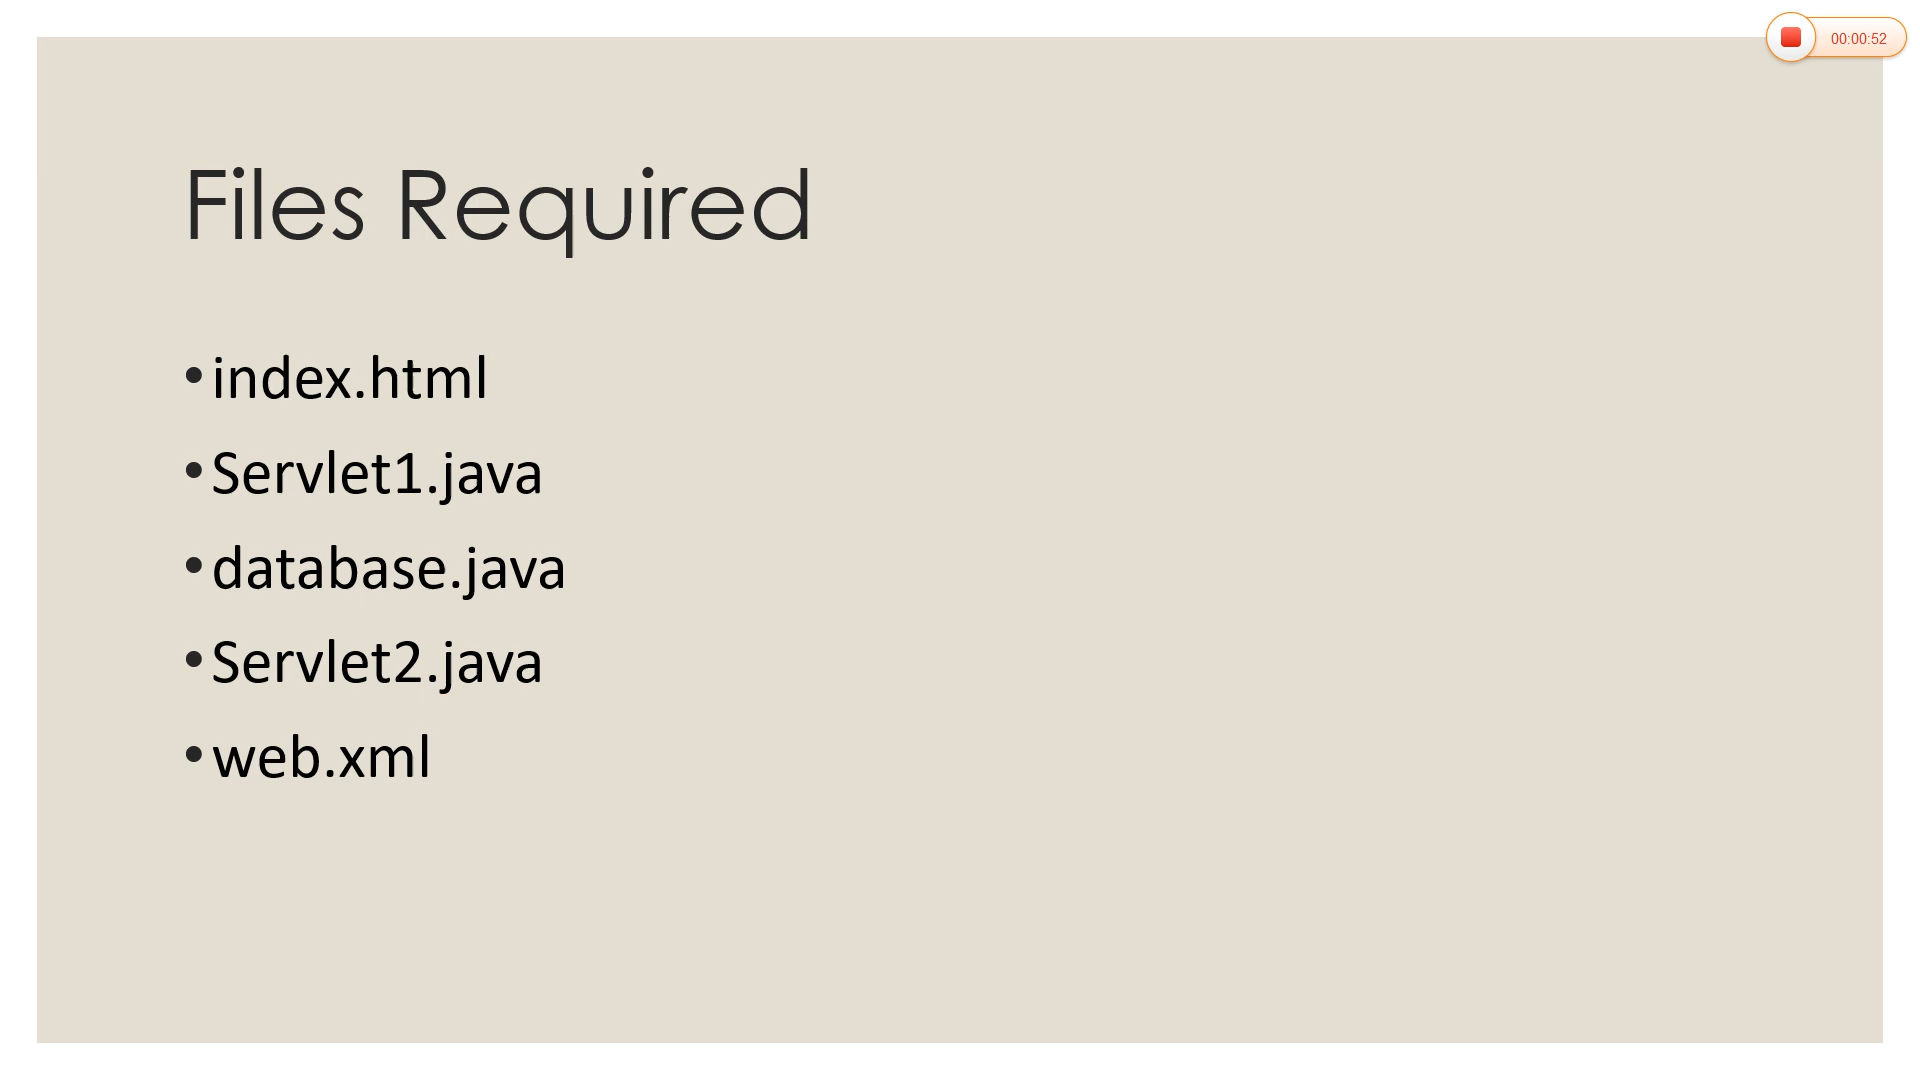 00:00:52
Files Required
• index.html
• Servlet1.java
• database.java
• Servlet2.java
• web.xml